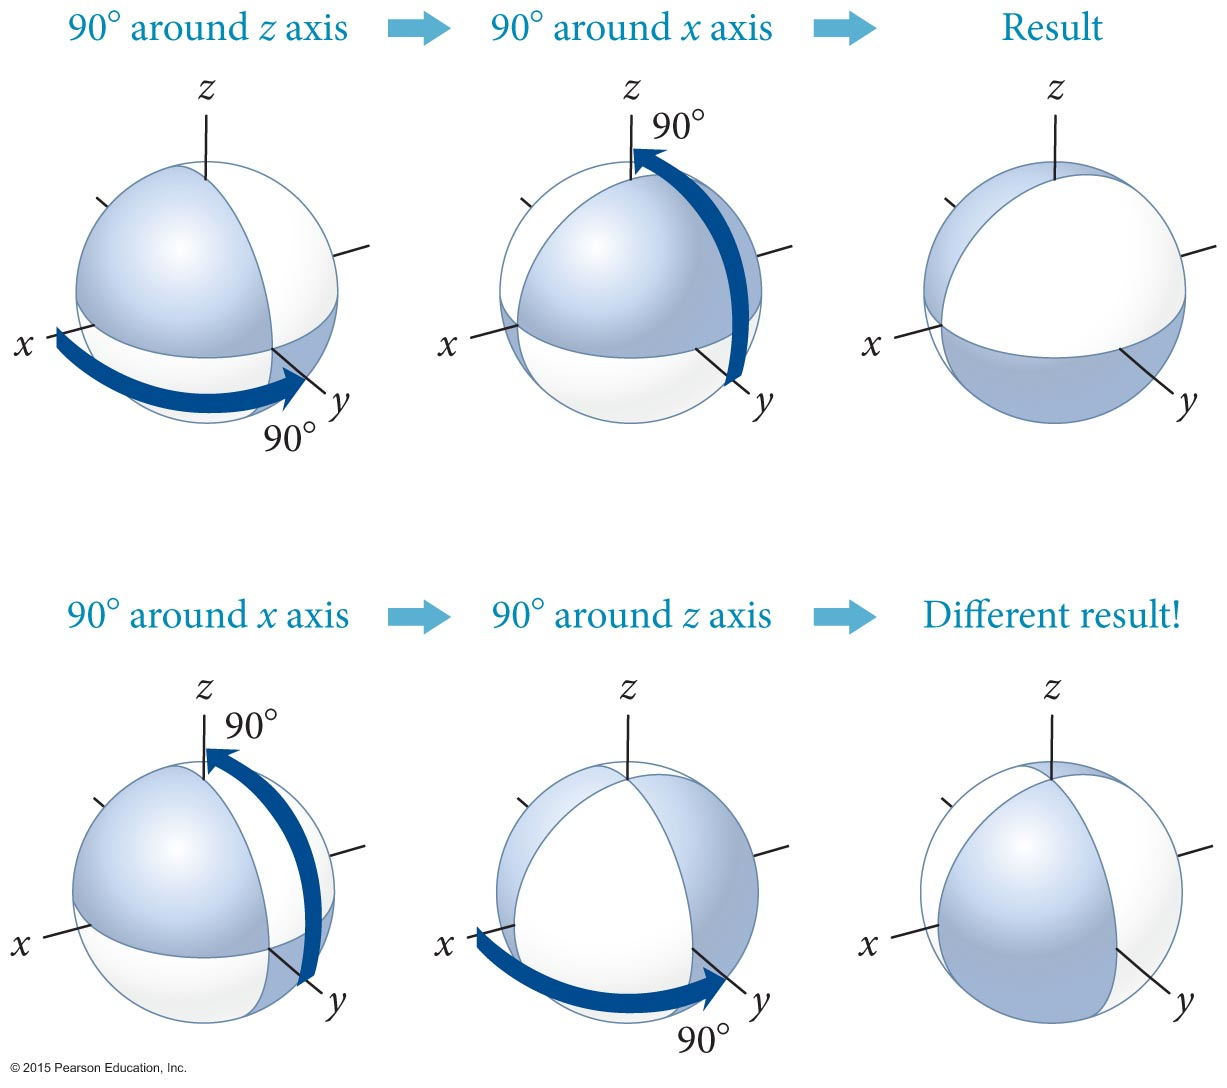 90° around z axis
90° around x axis
Result
z
x
y
90°
z
90°
x
y
z
x
y
90° around x axis
90° around z axis
Different result!
z
90°
x
y
z
x
y
90°
z
x
y
© 2015 Pearson Education, Inc.